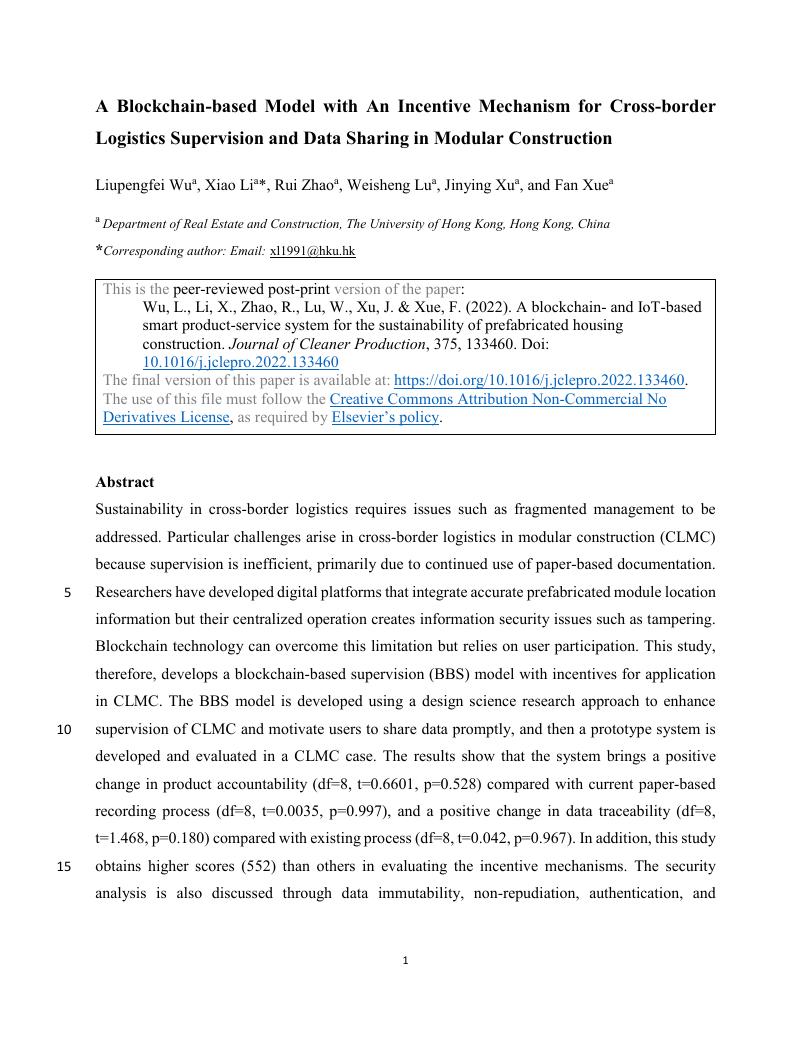 A Blockchain-based Model with An Incentive Mechanism for Cross-border
Logistics Supervision and Data Sharing in Modular Construction
Liupengfei Wuᵃ, Xiao Liᵃ*, Rui Zhaoᵃ, Weisheng Luᵃ, Jinying Xuᵃ, and Fan Xueᵃ
ᵃ Department of Real Estate and Construction, The University of Hong Kong, Hong Kong, China
*Corresponding author: Email: xl1991@hku.hk
This is the peer-reviewed post-print version of the paper:
Wu, L., Li, X., Zhao, R., Lu, W., Xu, J. & Xue, F. (2022). A blockchain- and IoT-based
smart product-service system for the sustainability of prefabricated housing
construction. Journal of Cleaner Production, 375, 133460. Doi:
10.1016/j.jclepro.2022.133460
The final version of this paper is available at: https://doi.org/10.1016/j.jclepro.2022.133460.
The use of this file must follow the Creative Commons Attribution Non-Commercial No
Derivatives License, as required by Elsevier’s policy.
Abstract
Sustainability in cross-border logistics requires issues such as fragmented management to be
addressed. Particular challenges arise in cross-border logistics in modular construction (CLMC)
because supervision is inefficient, primarily due to continued use of paper-based documentation.
5 Researchers have developed digital platforms that integrate accurate prefabricated module location
information but their centralized operation creates information security issues such as tampering.
Blockchain technology can overcome this limitation but relies on user participation. This study,
therefore, develops a blockchain-based supervision (BBS) model with incentives for application
in CLMC. The BBS model is developed using a design science research approach to enhance
10 supervision of CLMC and motivate users to share data promptly, and then a prototype system is
developed and evaluated in a CLMC case. The results show that the system brings a positive
change in product accountability (df=8, t=0.6601, p=0.528) compared with current paper-based
recording process (df=8, t=0.0035, p=0.997), and a positive change in data traceability (df=8,
t=1.468, p=0.180) compared with existing process (df=8, t=0.042, p=0.967). In addition, this study
15 obtains higher scores (552) than others in evaluating the incentive mechanisms. The security
analysis is also discussed through data immutability, non-repudiation, authentication, and
1